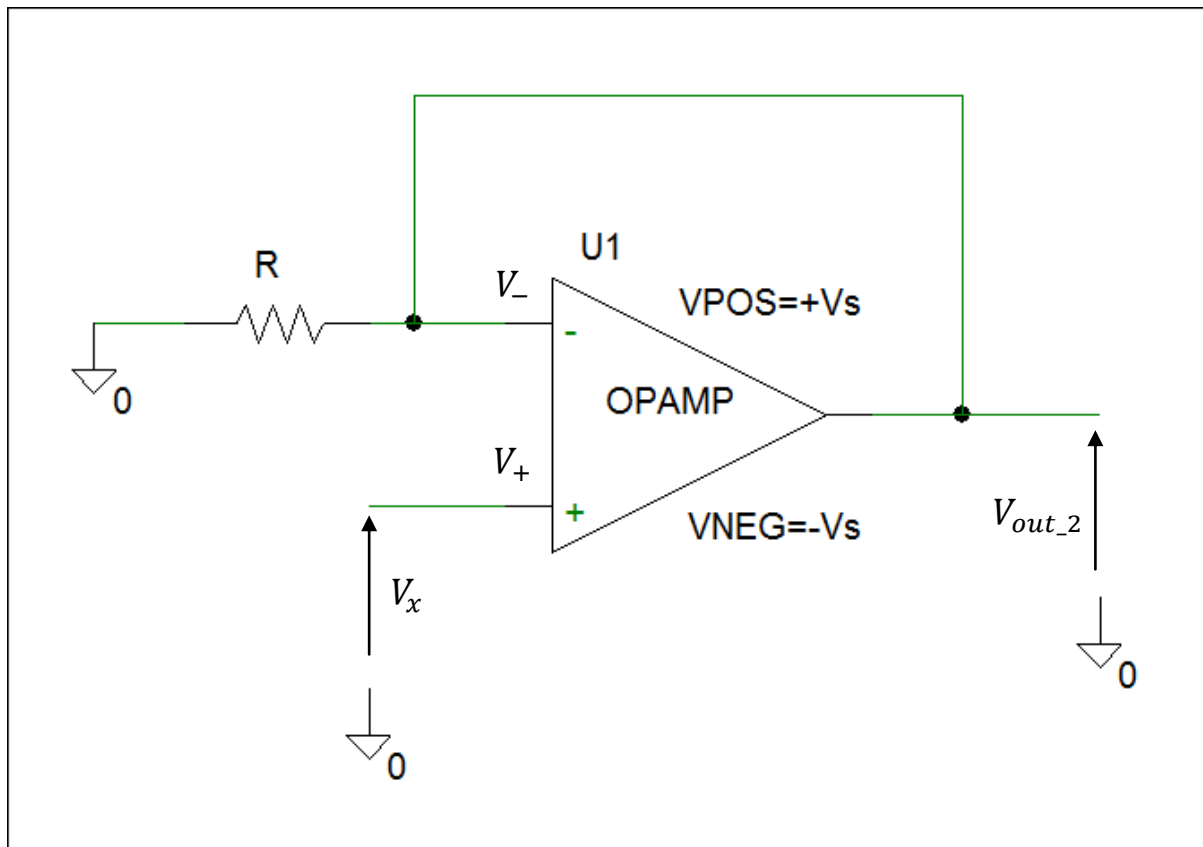 U1
R
V_
VPOS=+Vs
-
0
OPAMP
V+
+
VNEG=-Vs
Vout_2
Vx
0
0